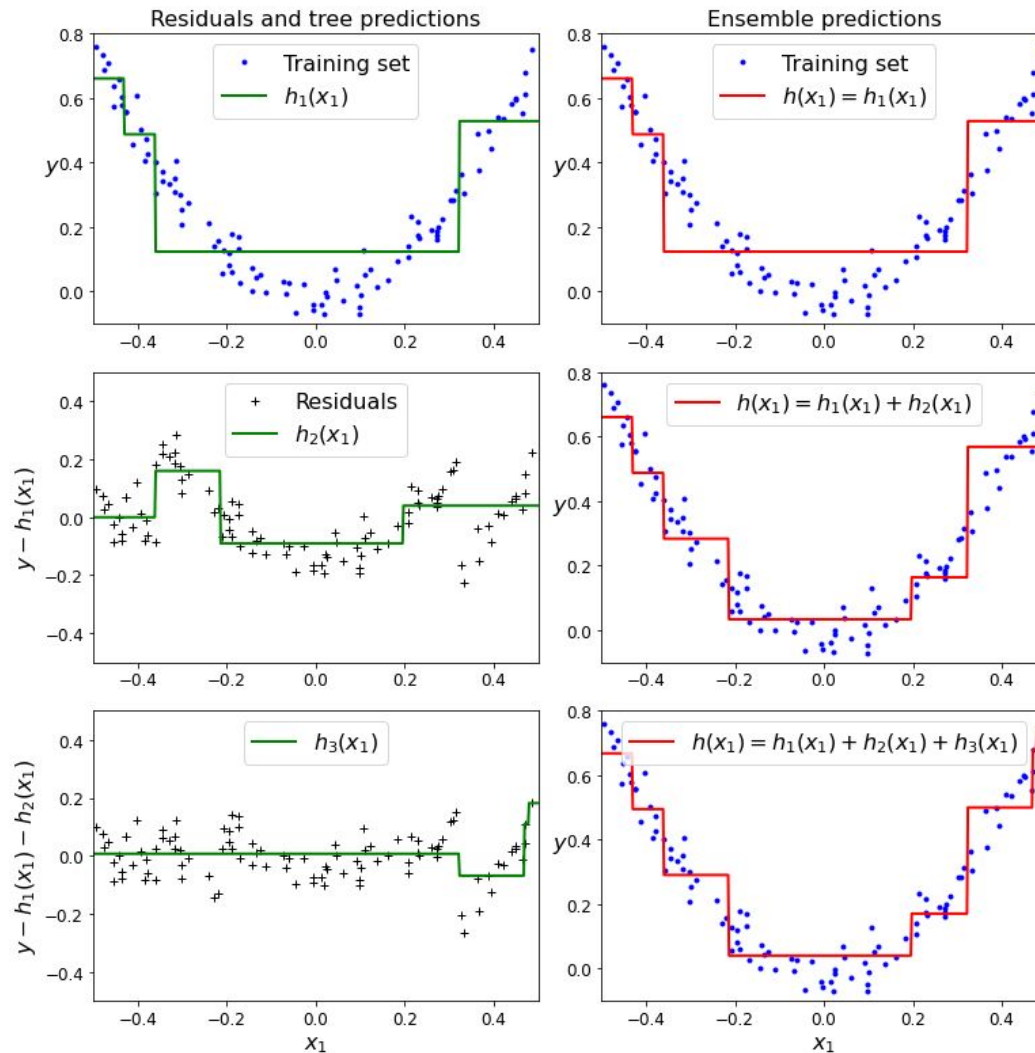 Residuals and tree predictions
Ensemble predictions
0.8
0.6
0.4
0.2
0.0
y
Training set
h₁(x₁)
−0.4 −0.2 0.0 0.2 0.4
0.8
0.6
0.4
0.2
0.0
y
Training set
h(x₁) = h₁(x₁)
−0.4 −0.2 0.0 0.2 0.4
y − h₁(x₁)
0.4
0.2
0.0
−0.2
−0.4
Residuals
h₂(x₁)
−0.4 −0.2 0.0 0.2 0.4
0.8
0.6
0.4
0.2
0.0
y
h(x₁) = h₁(x₁) + h₂(x₁)
−0.4 −0.2 0.0 0.2 0.4
y − h₁(x₁) − h₂(x₁)
0.4
0.2
0.0
−0.2
−0.4
h₃(x₁)
−0.4 −0.2 0.0 0.2 0.4
x₁
0.8
0.6
0.4
0.2
0.0
y
h(x₁) = h₁(x₁) + h₂(x₁) + h₃(x₁)
−0.4 −0.2 0.0 0.2 0.4
x₁